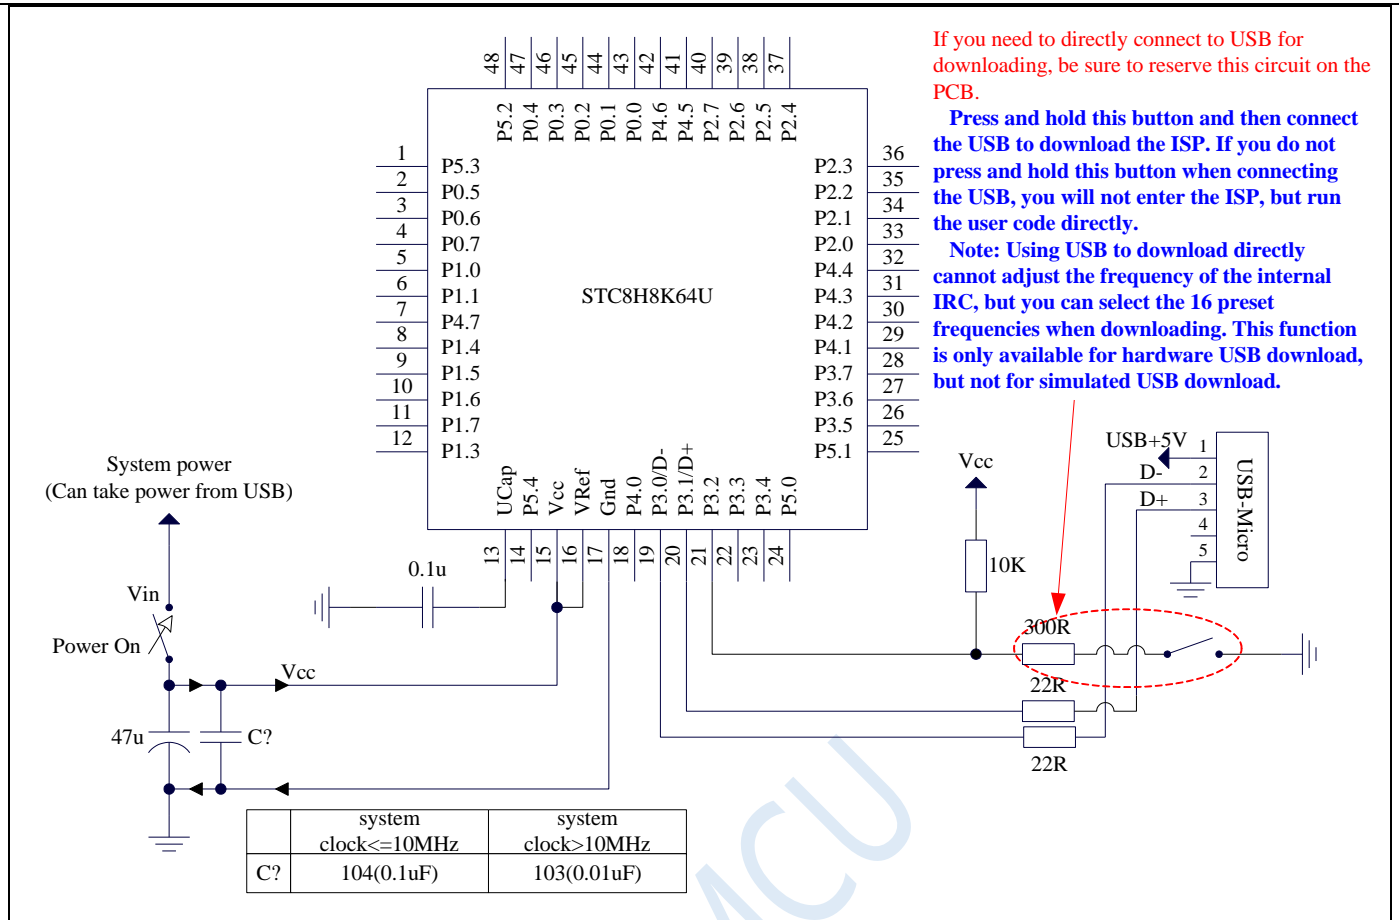 If you need to directly connect to USB for
downloading, be sure to reserve this circuit on the
PCB.
Press and hold this button and then connect
the USB to download the ISP. If you do not
press and hold this button when connecting
the USB, you will not enter the ISP, but run
the user code directly.
Note: Using USB to download directly
cannot adjust the frequency of the internal
IRC, but you can select the 16 preset
frequencies when downloading. This function
is only available for hardware USB download,
but not for simulated USB download.
48 47 46 45 44 43 42 41 40 39 38 37
P5.2 P0.4 P0.3 P0.2 P0.1 P0.0 P4.6 P4.5 P2.7 P2.6 P2.5 P2.4
1 P5.3 P2.3 36
2 P0.5 P2.2 35
3 P0.6 P2.1 34
4 P0.7 P2.0 33
5 P1.0 P4.4 32
6 P1.1 STC8H8K64U P4.3 31
7 P4.7 P4.2 30
8 P1.4 P4.1 29
9 P1.5 P3.7 28
10 P1.6 P3.6 27
11 P1.7 P3.5 26
12 P1.3 P5.1 25
UCap P5.4 Vcc VRef Gnd P4.0 P3.0/D- P3.1/D+ P3.2 P3.3 P3.4 P5.0
13 14 15 16 17 18 19 20 21 22 23 24
System power
(Can take power from USB)
Vin
Power On
Vcc
47u
C?
0.1u
Vcc
10K
300R
22R
22R
USB+5V 1
D- 2
D+ 3
4
5
USB-Micro
system
clock<=10MHz
system
clock>10MHz
C? 104(0.1uF) 103(0.01uF)
MCU